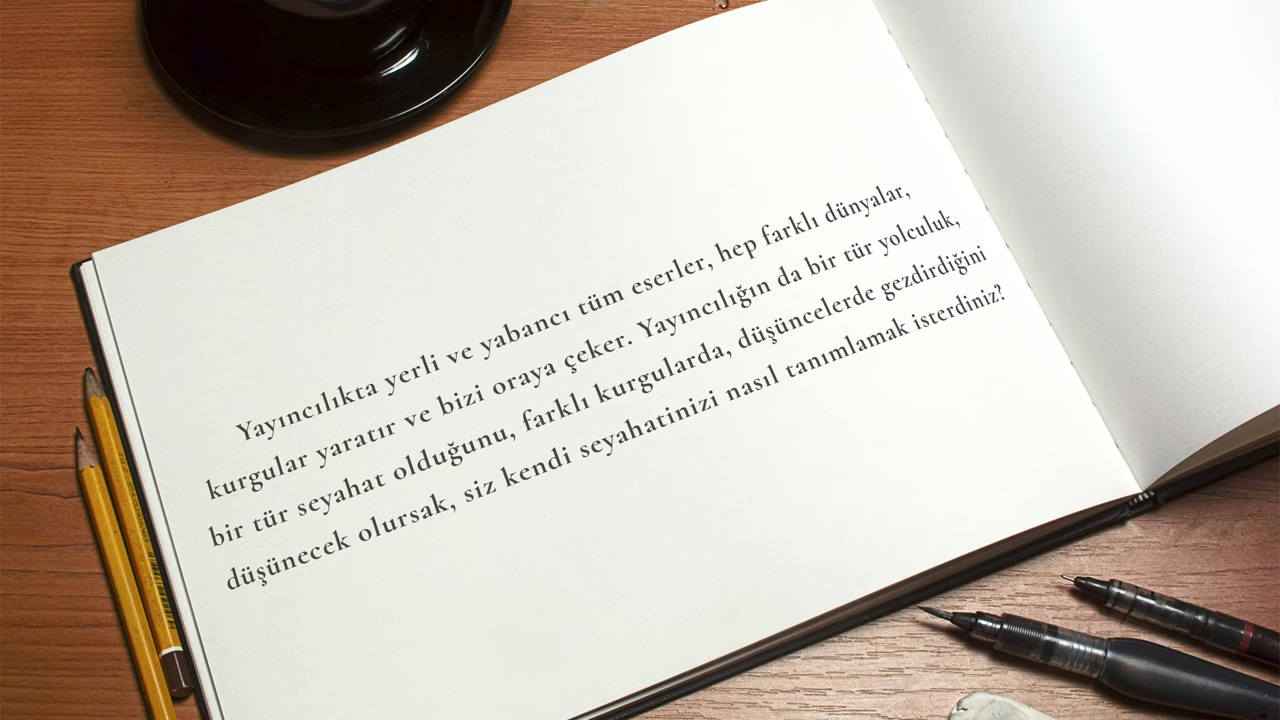 Yayıncılıkta yerli ve yabancı tüm eserler, hep farklı dünyalar,
kurgular yaratır ve bizi oraya çeker. Yayıncılığın da bir tür yolculuk,
bir tür seyahat olduğunu, farklı kurgularda, düşüncelerde gezdirdiğini
düşünecek olursak, siz kendi seyahatinizi nasıl tanımlamak isterdiniz?